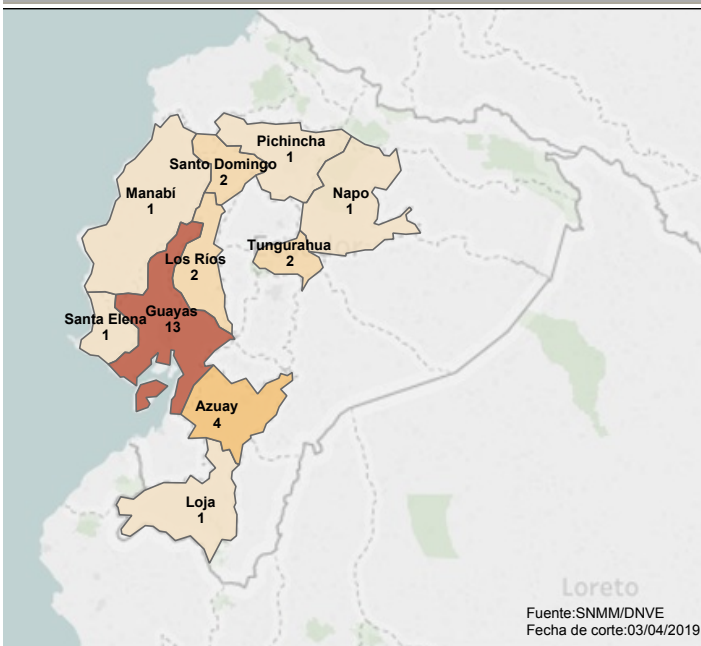 Pichincha
1
Santo Domingo
2
Manabí
1
Napo
1
Tungurahua
2
Los Ríos
2
Santa Elena
1
Guayas
13
Azuay
4
Loja
1
Loreto
Fuente:SNMM/DNVE
Fecha de corte:03/04/2019